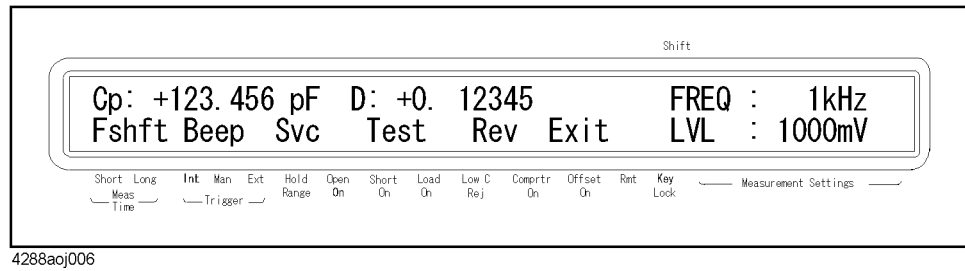 Shift
Cp: +123. 456 pF D: +0. 12345 FREQ : 1kHz
Fshft Beep Svc Test Rev Exit LVL : 1000mV
Short Long Int Man Ext Hold Open Short Load Low C Comprtr Offset Rmt Key Measurement Settings
Meas Trigger Range On On On Rej On On Lock
Time
4288aoj006